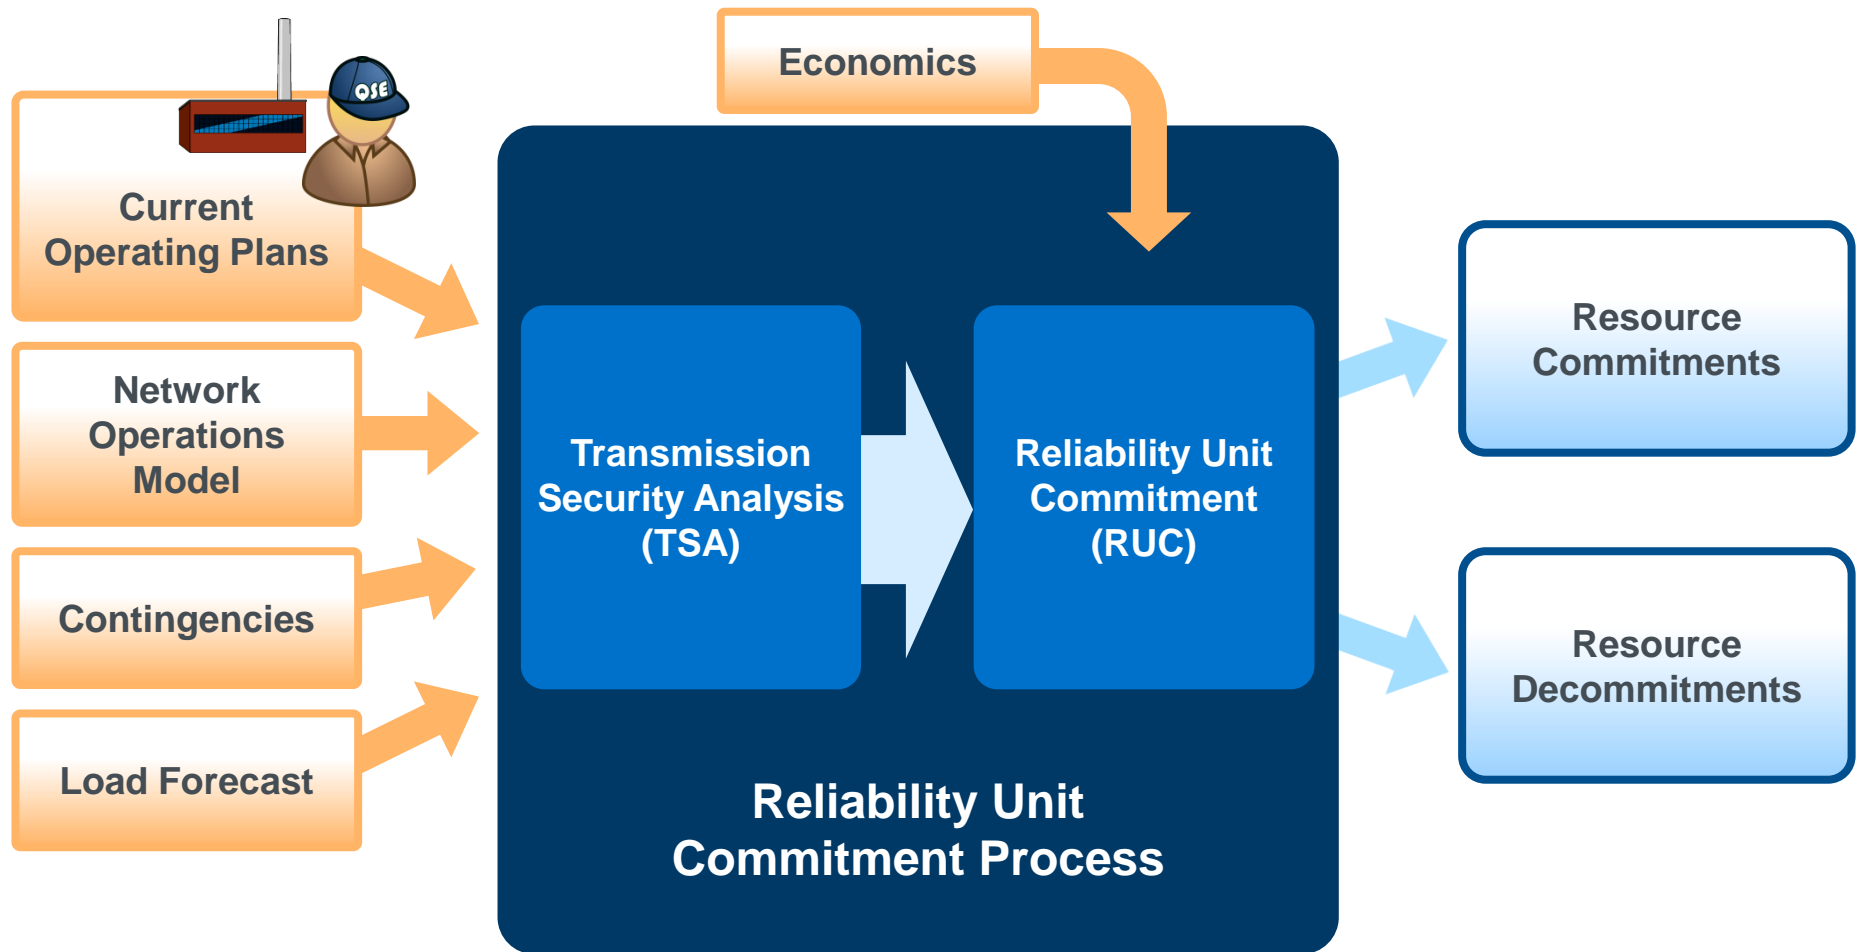 Economics
QSE
Current
Operating Plans
Network
Operations
Model
Contingencies
Load Forecast
Transmission
Security Analysis
(TSA)
Reliability Unit
Commitment
(RUC)
Reliability Unit
Commitment Process
Resource
Commitments
Resource
Decommitments